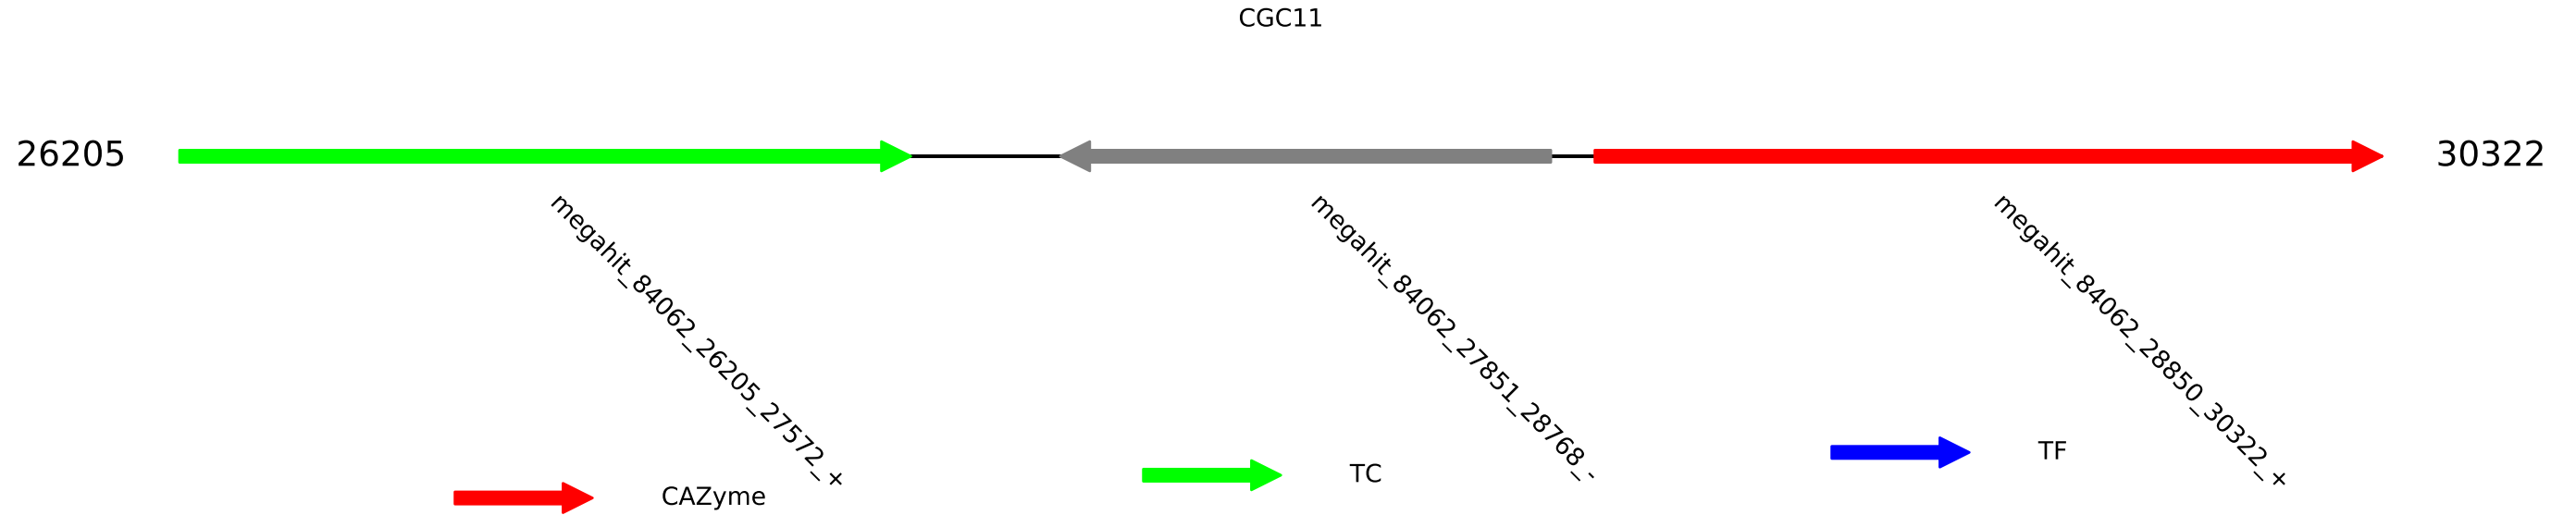 CGC11
26205
30322
megahit_84062_26205_27572_+
megahit_84062_27851_28768_-
megahit_84062_28850_30322_+
CAZyme
TC
TF